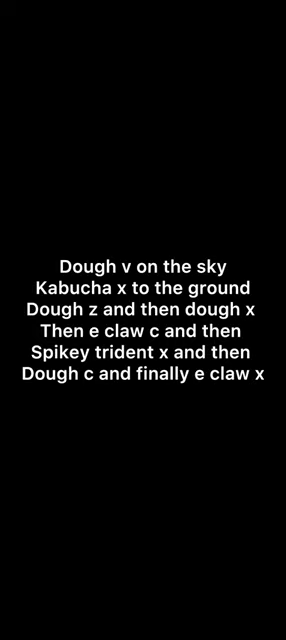 Dough v on the sky
Kabucha x to the ground
Dough z and then dough x
Then e claw c and then
Spikey trident x and then
Dough c and finally e claw x